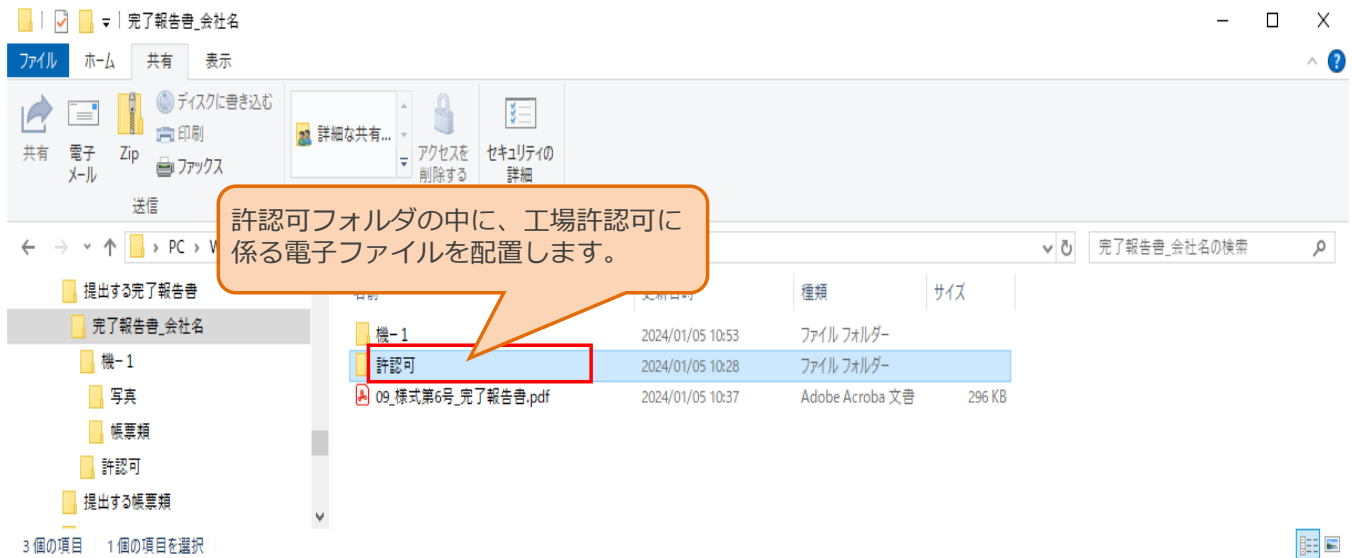 完了報告書_会社名
ファイル ホーム 共有 表示
共有
電子
メール
Zip
ディスクに書き込む
印刷
ファックス
詳細な共有...
アクセスを
削除する
セキュリティの
詳細
送信
許認可フォルダの中に、工場許認可に
係る電子ファイルを配置します。
PC
完了報告書_会社名の検索
提出する完了報告書
完了報告書_会社名
機-1
写真
帳票類
許認可
提出する帳票類
種類 サイズ
機-1 2024/01/05 10:53 ファイル フォルダー
許認可 2024/01/05 10:28 ファイル フォルダー
09_様式第6号_完了報告書.pdf 2024/01/05 10:37 Adobe Acroba 文書 296 KB
3 個の項目 1 個の項目を選択